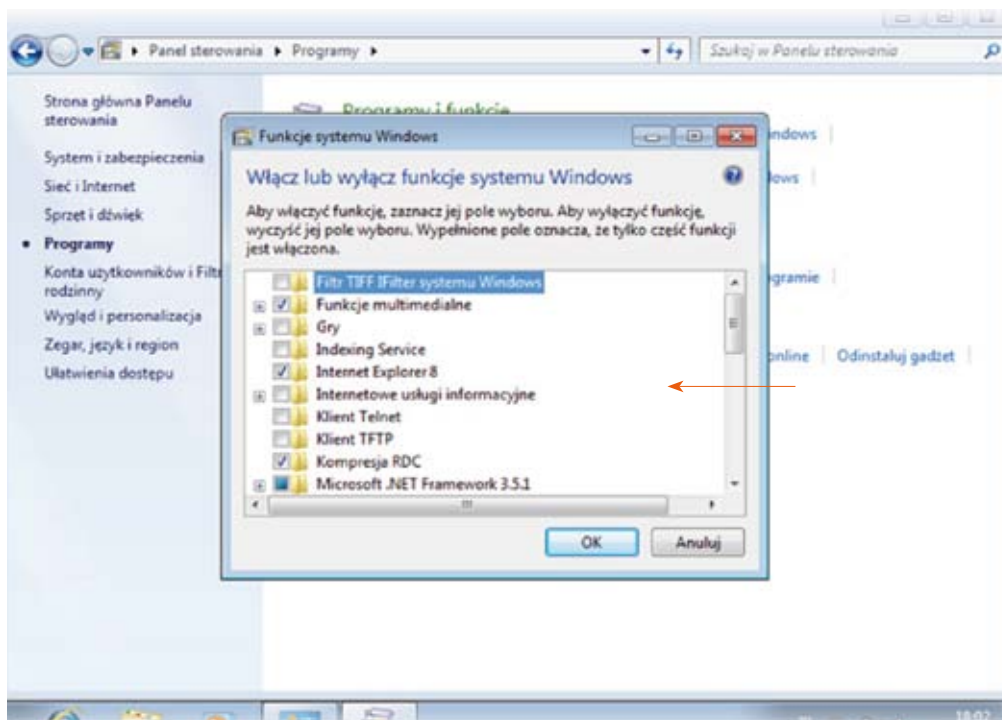 Panel sterowania ▸ Programy ▸
Szukaj w Panelu sterowania
Strona główna Panelu
sterowania
System i zabezpieczenia
Sieć i Internet
Sprzęt i dźwięk
Programy
Konta użytkowników i Filtr
rodzinny
Wygląd i personalizacja
Zegar, język i region
Ułatwienia dostępu
Programy i funkcje
indows
dows
gramie
online
Odinstaluj gadżet
Funkcje systemu Windows
Włącz lub wyłącz funkcje systemu Windows
Aby włączyć funkcję, zaznacz jej pole wyboru. Aby wyłączyć funkcję,
wyczyść jej pole wyboru. Wypełnione pole oznacza, że tylko część funkcji
jest włączona.
Filtr TIFF IFilter systemu Windows
Funkcje multimedialne
Gry
Indexing Service
Internet Explorer 8
Internetowe usługi informacyjne
Klient Telnet
Klient TFTP
Kompresja RDC
Microsoft .NET Framework 3.5.1
OK
Anuluj
18:02